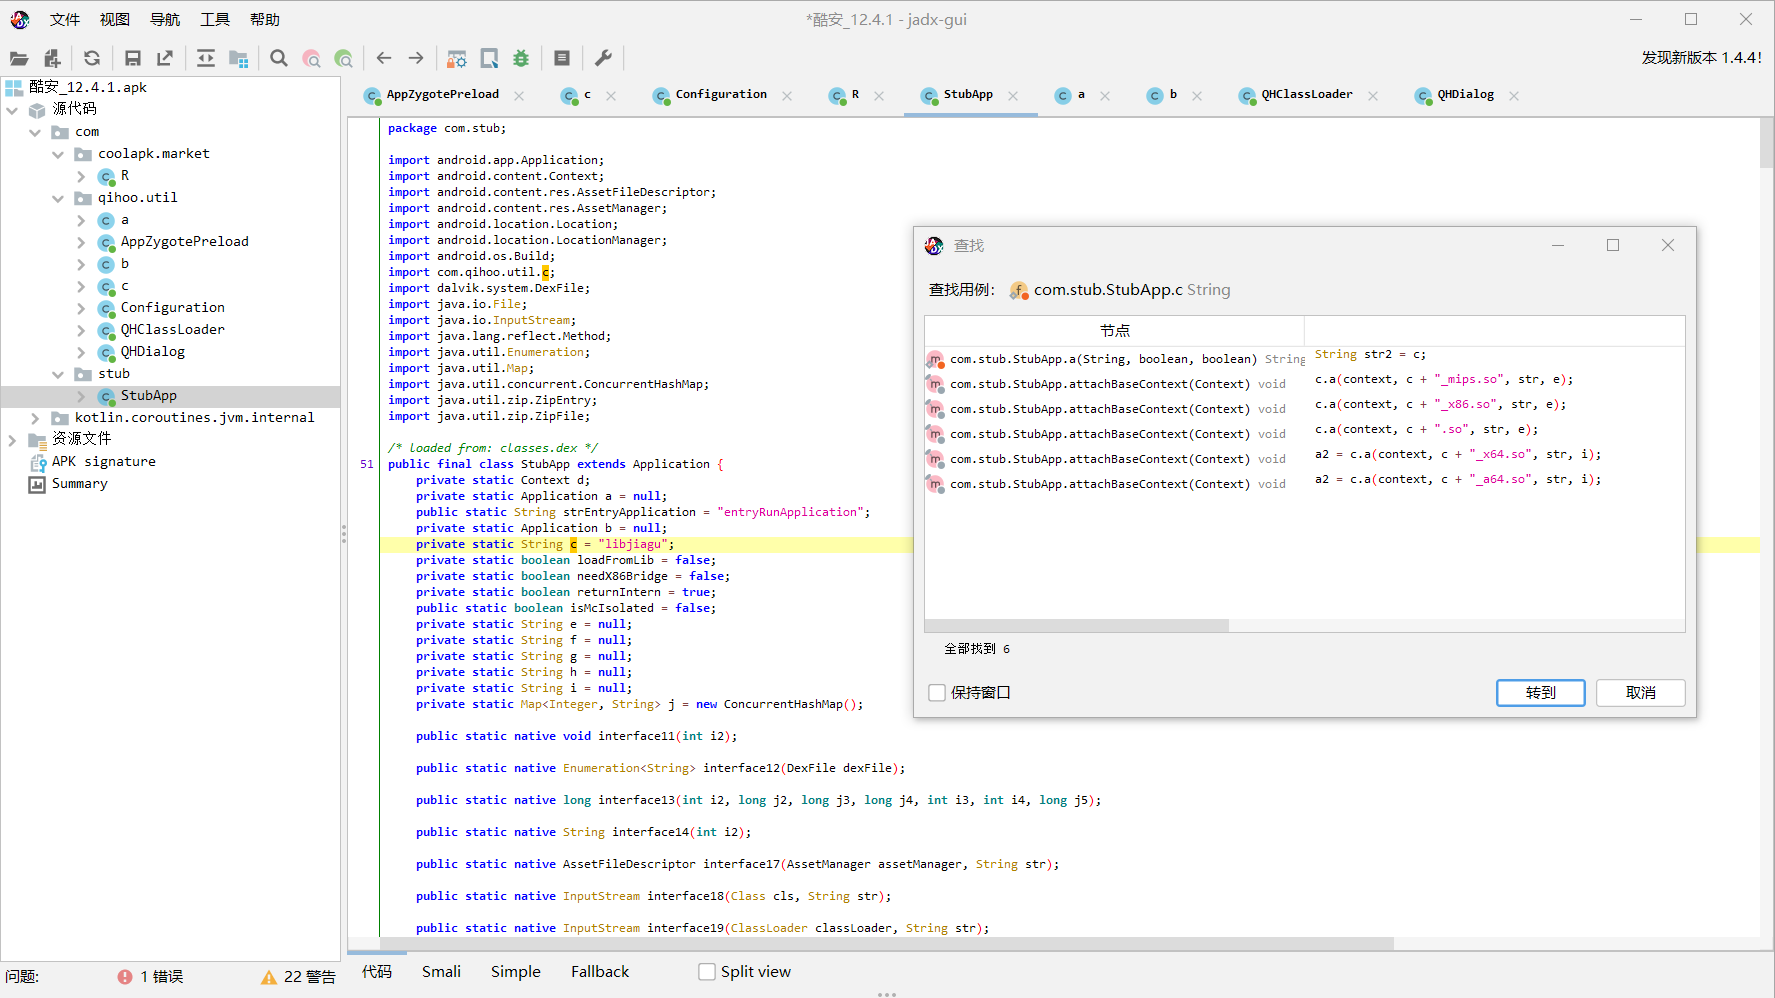 文件 视图 导航 工具 帮助
*酷安_12.4.1 - jadx-gui
发现新版本 1.4.4!
酷安_12.4.1.apk
源代码
com
coolapk.market
R
qihoo.util
a
AppZygotePreload
b
c
Configuration
QHClassLoader
QHDialog
stub
StubApp
kotlin.coroutines.jvm.internal
资源文件
APK signature
Summary
问题: 1 错误 22 警告
AppZygotePreload c Configuration R StubApp a b QHClassLoader QHDialog
package com.stub;
import android.app.Application;
import android.content.Context;
import android.content.res.AssetFileDescriptor;
import android.content.res.AssetManager;
import android.location.Location;
import android.location.LocationManager;
import android.os.Build;
import com.qihoo.util.c;
import dalvik.system.DexFile;
import java.io.File;
import java.io.InputStream;
import java.lang.reflect.Method;
import java.util.Enumeration;
import java.util.Map;
import java.util.concurrent.ConcurrentHashMap;
import java.util.zip.ZipEntry;
import java.util.zip.ZipFile;
/* loaded from: classes.dex */
51 public final class StubApp extends Application {
private static Context d;
private static Application a = null;
public static String strEntryApplication = "entryRunApplication";
private static Application b = null;
private static String c = "libjiagu";
private static boolean loadFromLib = false;
private static boolean needX86Bridge = false;
private static boolean returnIntern = true;
public static boolean isMcIsolated = false;
private static String e = null;
private static String f = null;
private static String g = null;
private static String h = null;
private static String i = null;
private static Map<Integer, String> j = new ConcurrentHashMap();
public static native void interface11(int i2);
public static native Enumeration<String> interface12(DexFile dexFile);
public static native long interface13(int i2, long j2, long j3, long j4, int i3, int i4, long j5);
public static native String interface14(int i2);
public static native AssetFileDescriptor interface17(AssetManager assetManager, String str);
public static native InputStream interface18(Class cls, String str);
public static native InputStream interface19(ClassLoader classLoader, String str);
代码 Smali Simple Fallback Split view
查找
查找用例: com.stub.StubApp.c String
节点
com.stub.StubApp.a(String, boolean, boolean) String String str2 = c;
com.stub.StubApp.attachBaseContext(Context) void c.a(context, c + "_mips.so", str, e);
com.stub.StubApp.attachBaseContext(Context) void c.a(context, c + "_x86.so", str, e);
com.stub.StubApp.attachBaseContext(Context) void c.a(context, c + ".so", str, e);
com.stub.StubApp.attachBaseContext(Context) void a2 = c.a(context, c + "_x64.so", str, i);
com.stub.StubApp.attachBaseContext(Context) void a2 = c.a(context, c + "_a64.so", str, i);
全部找到 6
保持窗口 转到 取消